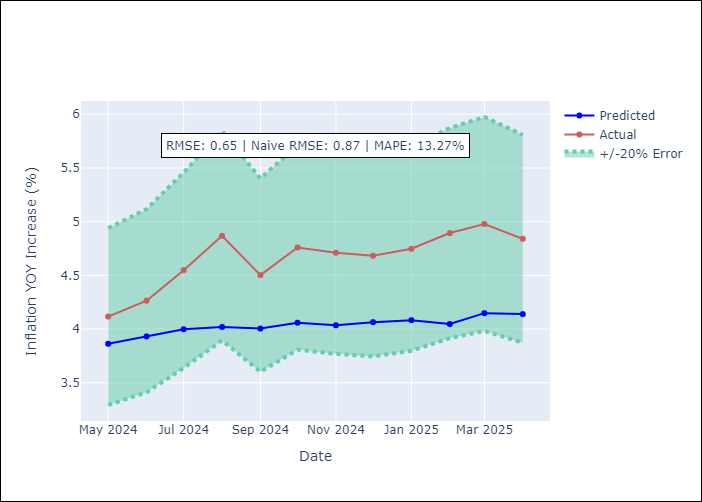 RMSE: 0.65 | Naive RMSE: 0.87 | MAPE: 13.27%
Predicted
Actual
+/-20% Error
Inflation YOY Increase (%)
6
5.5
5
4.5
4
3.5
May 2024
Jul 2024
Sep 2024
Nov 2024
Jan 2025
Mar 2025
Date